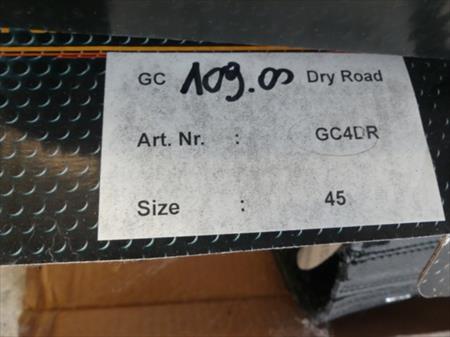 GC 109.00 Dry Road
Art. Nr. : GC4DR
Size : 45